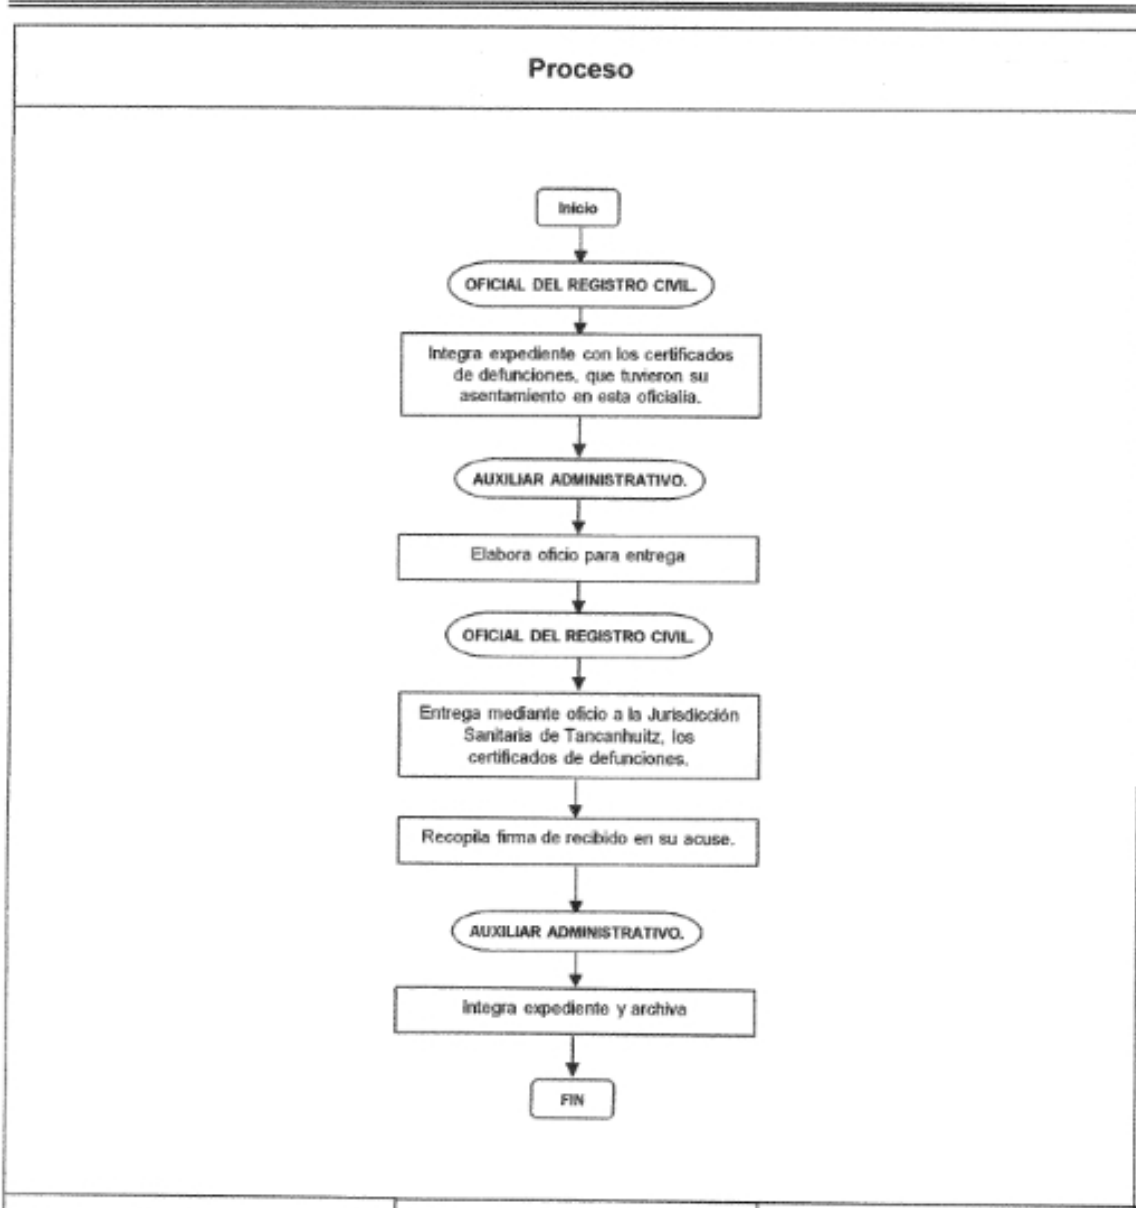 Proceso
Inicio
OFICIAL DEL REGISTRO CIVIL.
Integra expediente con los certificados
de defunciones, que tuvieron su
asentamiento en esta oficialia.
AUXILIAR ADMINISTRATIVO.
Elabora oficio para entrega
OFICIAL DEL REGISTRO CIVIL.
Entrega mediante oficio a la Jurisdicción
Sanitaria de Tancanhuitz, los
certificados de defunciones.
Recopila firma de recibido en su acuse.
AUXILIAR ADMINISTRATIVO.
Integra expediente y archiva
FIN